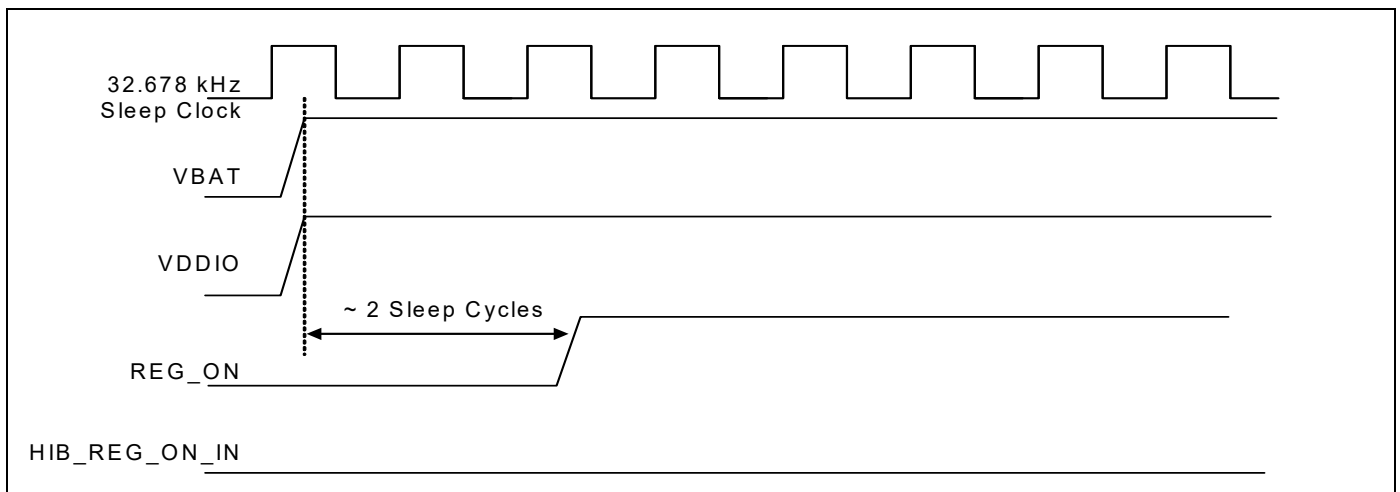 32.678 kHz
Sleep Clock
VBAT
VDDIO
~ 2 Sleep Cycles
REG_ON
HIB_REG_ON_IN